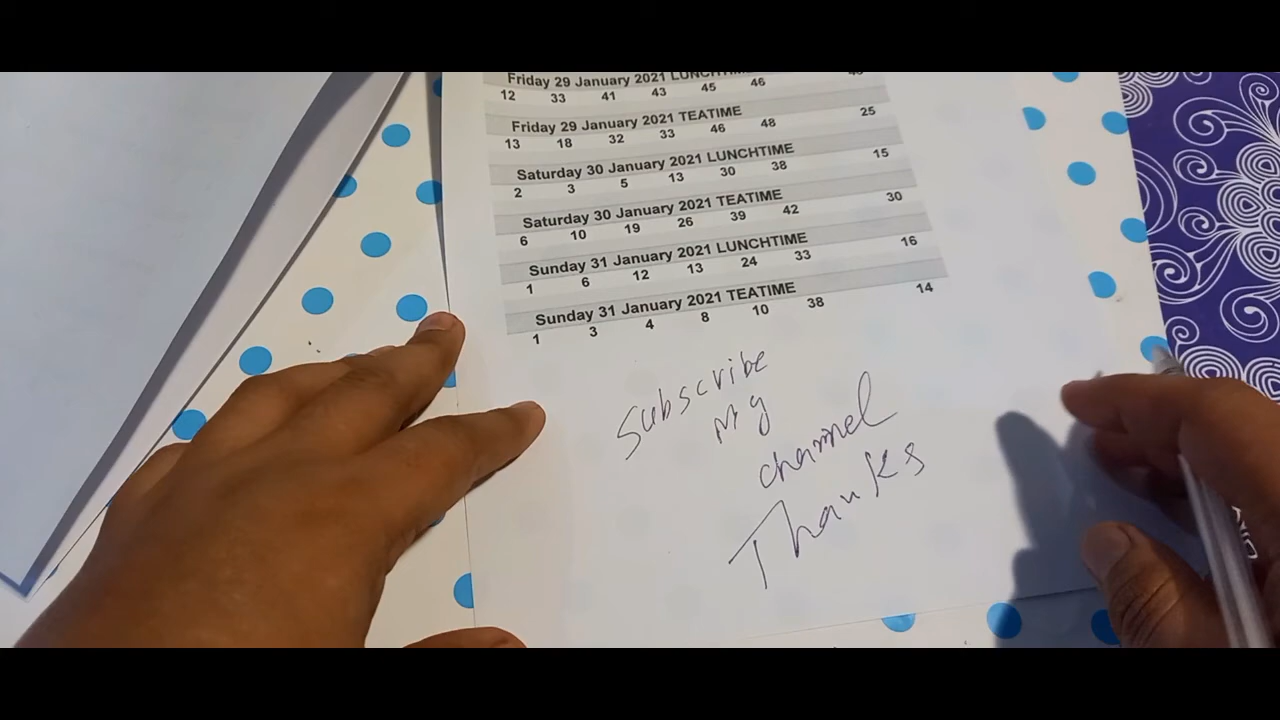 Friday 29 January 2021 LUNCHTIME
12 33 41 43 45 46
Friday 29 January 2021 TEATIME
13 18 32 33 46 48 25
Saturday 30 January 2021 LUNCHTIME
2 3 5 13 30 38 15
Saturday 30 January 2021 TEATIME
6 10 19 26 39 42 30
Sunday 31 January 2021 LUNCHTIME
1 6 12 13 24 33 16
Sunday 31 January 2021 TEATIME
1 3 4 8 10 38 14
Subscribe
My
channel
Thanks